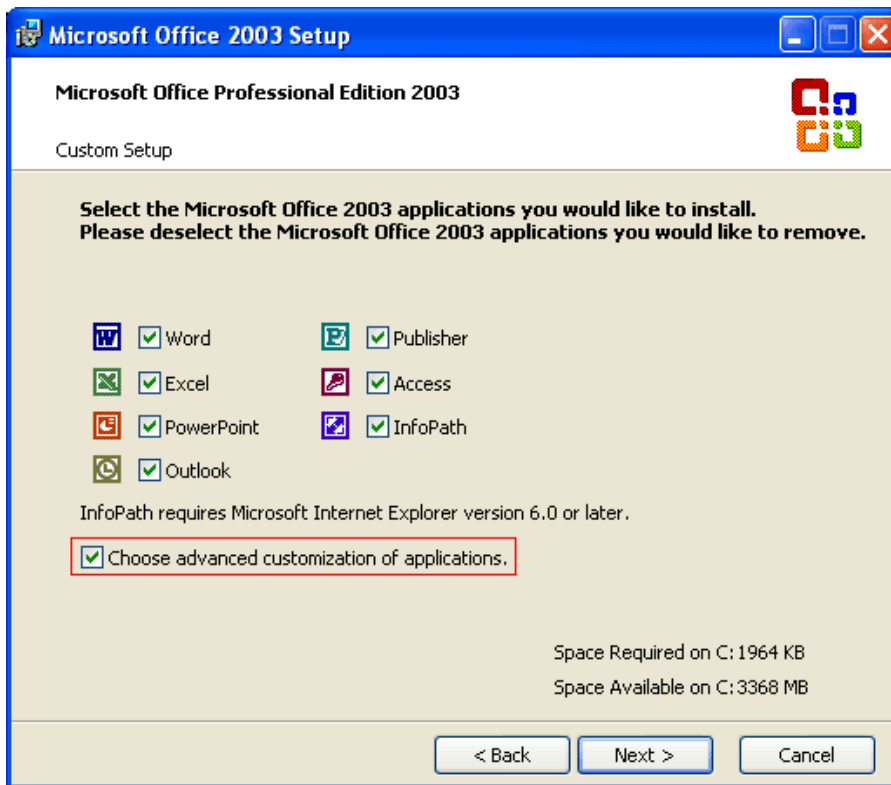 Microsoft Office 2003 Setup
Microsoft Office Professional Edition 2003
Custom Setup
Select the Microsoft Office 2003 applications you would like to install.
Please deselect the Microsoft Office 2003 applications you would like to remove.
Word
Publisher
Excel
Access
PowerPoint
InfoPath
Outlook
InfoPath requires Microsoft Internet Explorer version 6.0 or later.
Choose advanced customization of applications.
Space Required on C: 1964 KB
Space Available on C: 3368 MB
< Back
Next >
Cancel